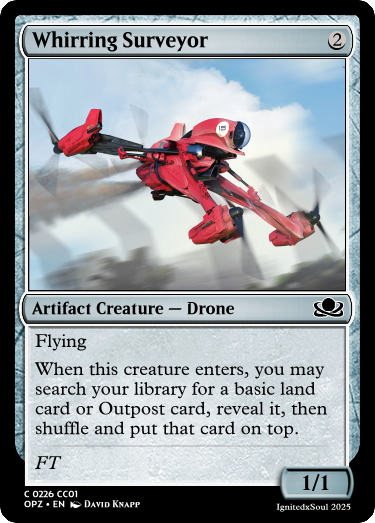 Whirring Surveyor
2
Artifact Creature — Drone
Flying
When this creature enters, you may
search your library for a basic land
card or Outpost card, reveal it, then
shuffle and put that card on top.
FT
1/1
C 0226 CC01
OPZ • EN DAVID KNAPP
IgnitedxSoul 2025